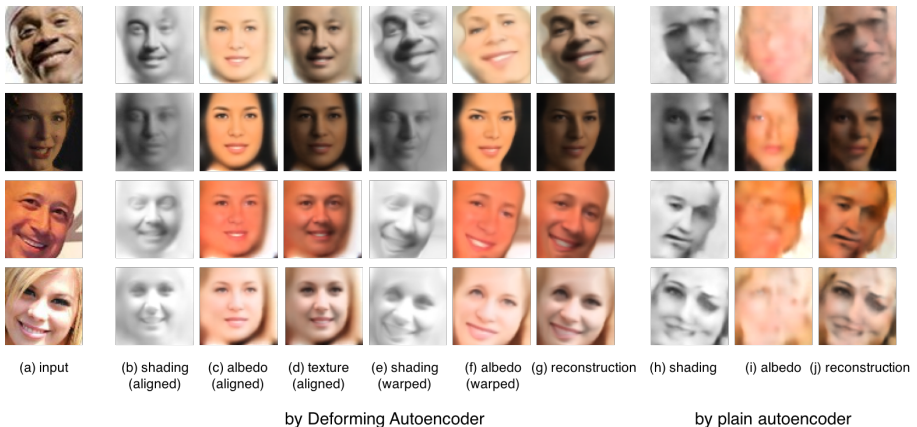 (a) input
(b) shading
(aligned)
(c) albedo
(aligned)
(d) texture
(aligned)
(e) shading
(warped)
(f) albedo
(warped)
(g) reconstruction
(h) shading
(i) albedo
(j) reconstruction
by Deforming Autoencoder
by plain autoencoder